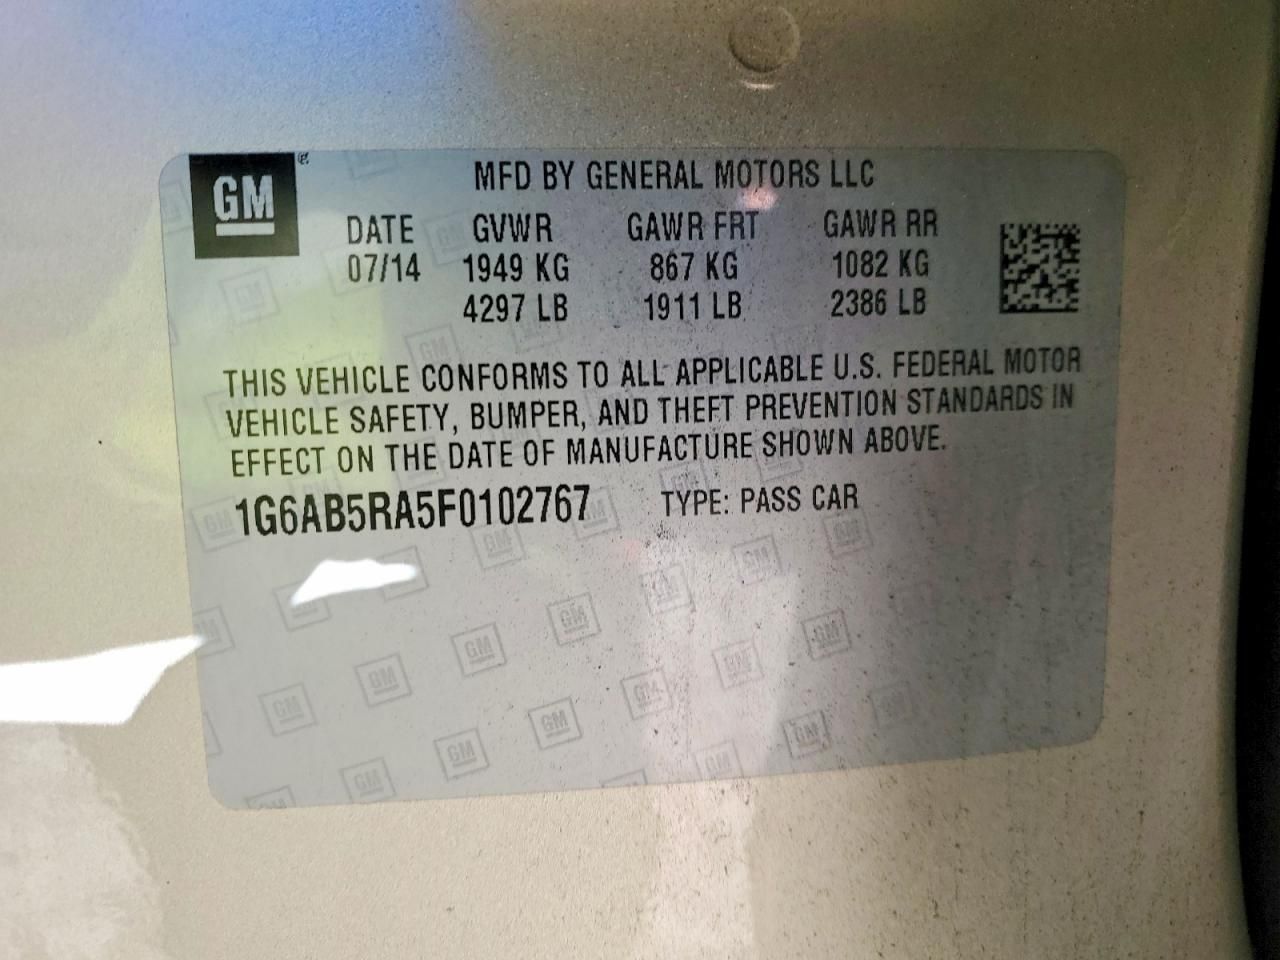 GM
MFD BY GENERAL MOTORS LLC
DATE GVWR GAWR FRT GAWR RR
07/14 1949 KG 867 KG 1082 KG
4297 LB 1911 LB 2386 LB
THIS VEHICLE CONFORMS TO ALL APPLICABLE U.S. FEDERAL MOTOR
VEHICLE SAFETY, BUMPER, AND THEFT PREVENTION STANDARDS IN
EFFECT ON THE DATE OF MANUFACTURE SHOWN ABOVE.
1G6AB5RA5F0102767 TYPE: PASS CAR